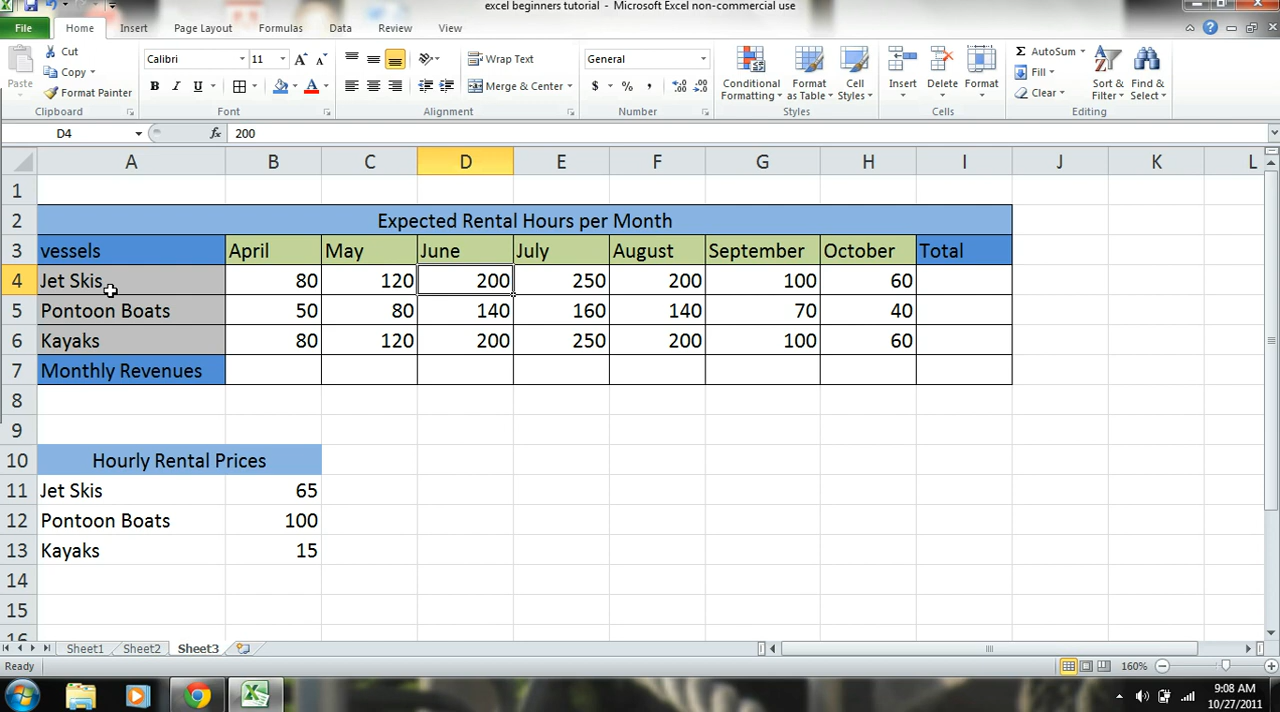 excel beginners tutorial - Microsoft Excel non-commercial use
File Home Insert Page Layout Formulas Data Review View
Paste Cut Copy Format Painter
Calibri 11 B I U A
Wrap Text Merge & Center
General $ % ,
Conditional Formatting Format as Table Cell Styles
Insert Delete Format
AutoSum Fill Clear Sort & Filter Find & Select
Clipboard Font Alignment Number Styles Cells Editing
D4 fx 200
A B C D E F G H I J K L
1
2 Expected Rental Hours per Month
3 vessels April May June July August September October Total
4 Jet Skis 80 120 200 250 200 100 60
5 Pontoon Boats 50 80 140 160 140 70 40
6 Kayaks 80 120 200 250 200 100 60
7 Monthly Revenues
8
9
10 Hourly Rental Prices
11 Jet Skis 65
12 Pontoon Boats 100
13 Kayaks 15
14
15
16
Sheet1 Sheet2 Sheet3
Ready 160%
9:08 AM
10/27/2011